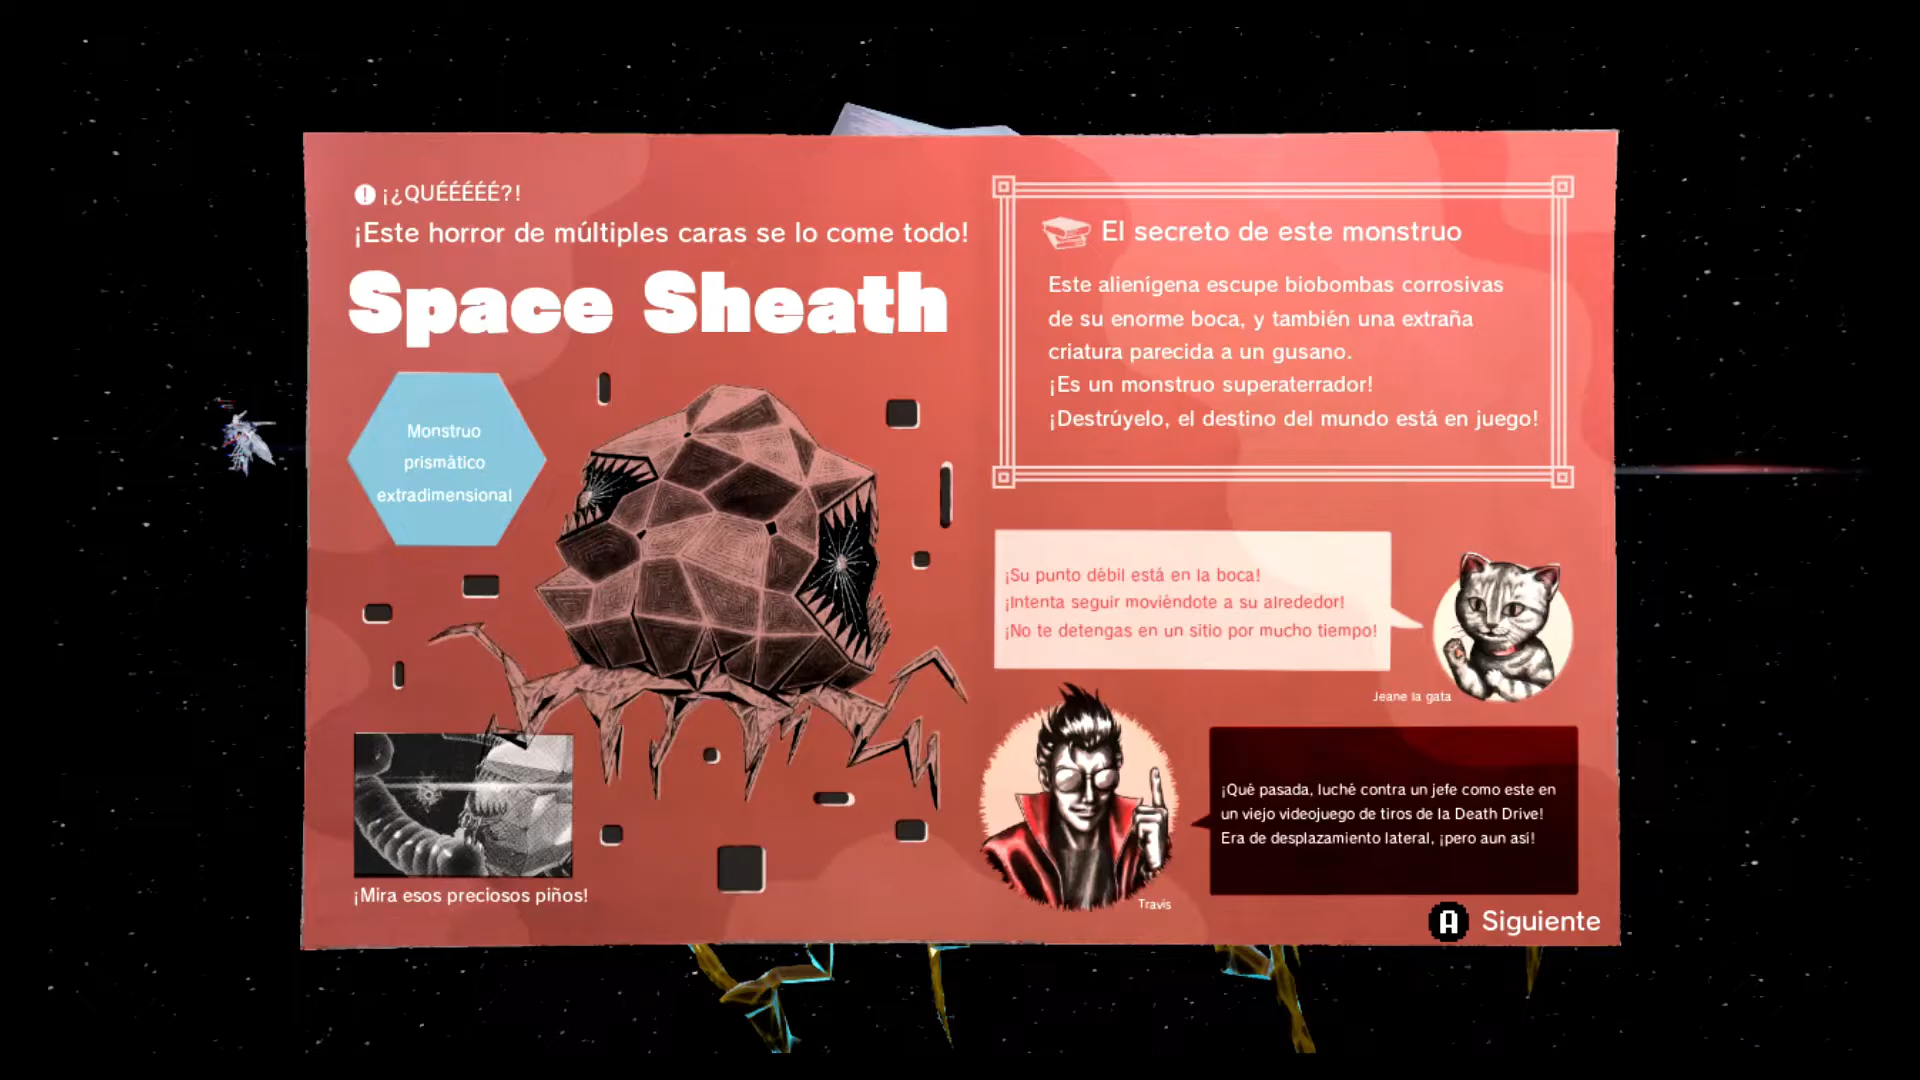 ¡¿QUÉÉÉÉÉ?!
¡Este horror de múltiples caras se lo come todo!
Space Sheath
Monstruo
prismático
extradimensional
¡Mira esos preciosos piños!
El secreto de este monstruo
Este alienígena escupe biobombas corrosivas
de su enorme boca, y también una extraña
criatura parecida a un gusano.
¡Es un monstruo superaterrador!
¡Destrúyelo, el destino del mundo está en juego!
¡Su punto débil está en la boca!
¡Intenta seguir moviéndote a su alrededor!
¡No te detengas en un sitio por mucho tiempo!
Jeane la gata
¡Qué pasada, luché contra un jefe como este en
un viejo videojuego de tiros de la Death Drive!
Era de desplazamiento lateral, ¡pero aun así!
Travis
A Siguiente